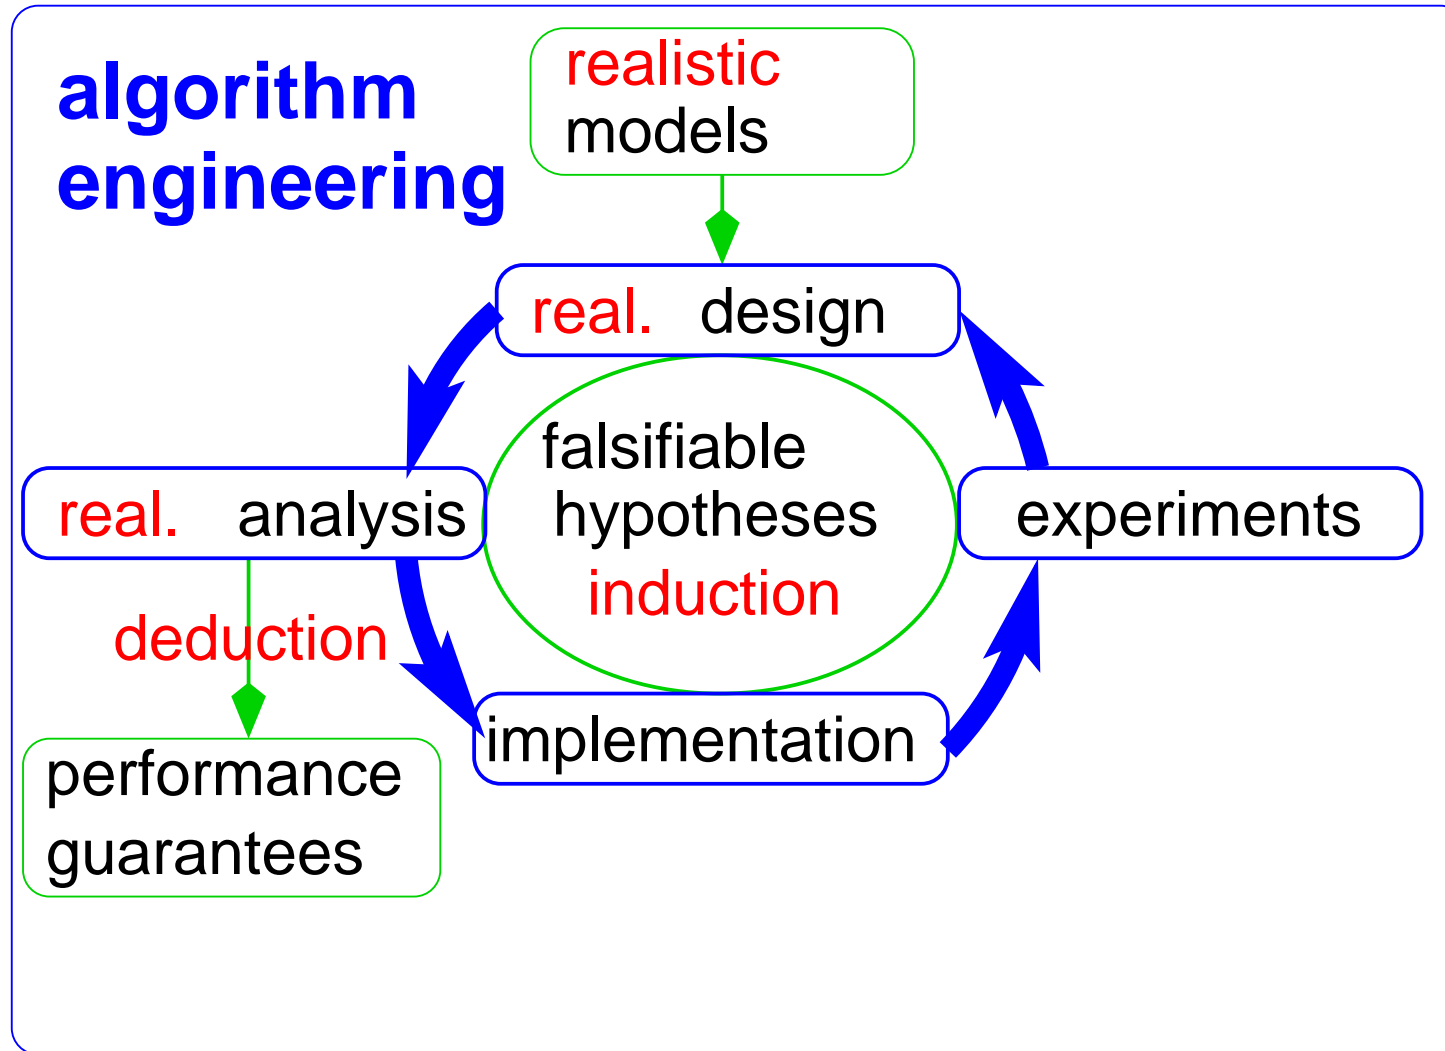 algorithm
engineering
realistic
models
real. design
falsifiable
hypotheses
induction
real. analysis
experiments
deduction
implementation
performance
guarantees